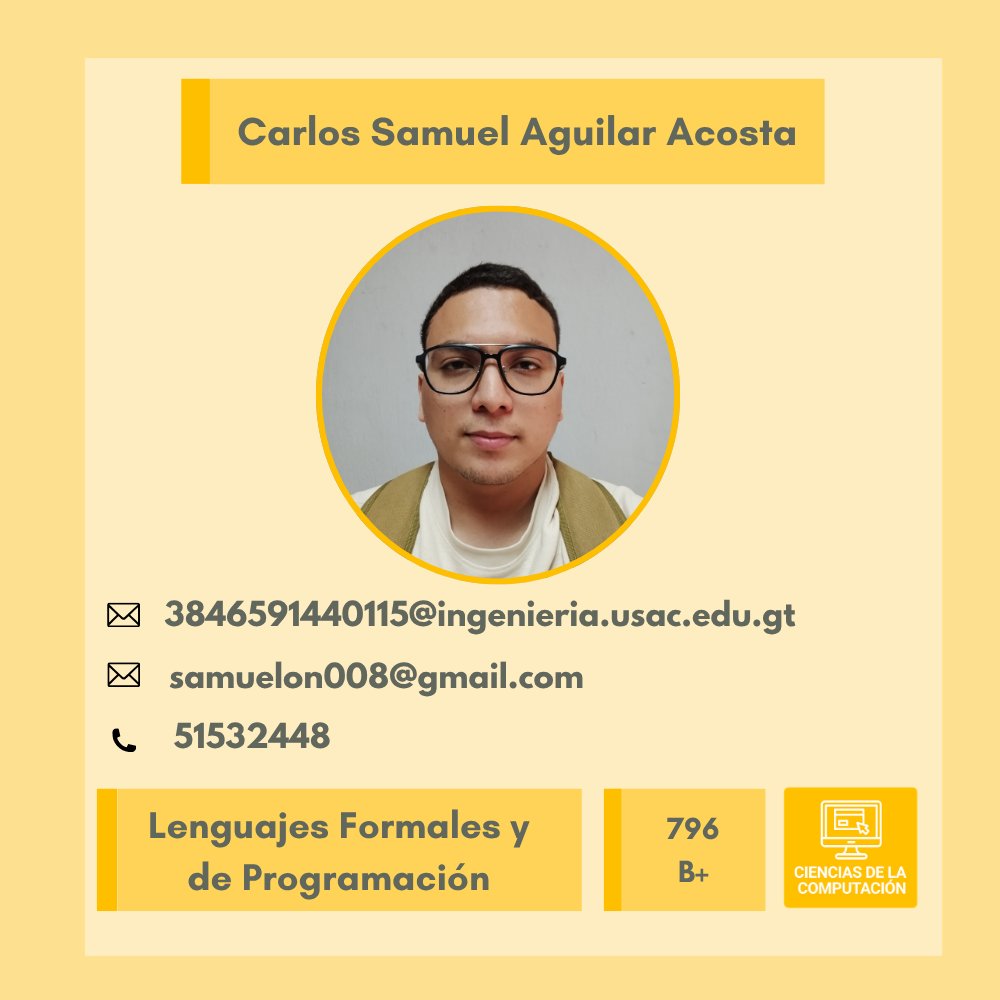 Carlos Samuel Aguilar Acosta
3846591440115@ingenieria.usac.edu.gt
samuelon008@gmail.com
51532448
Lenguajes Formales y
de Programación
796
B+
CIENCIAS DE LA
COMPUTACIÓN